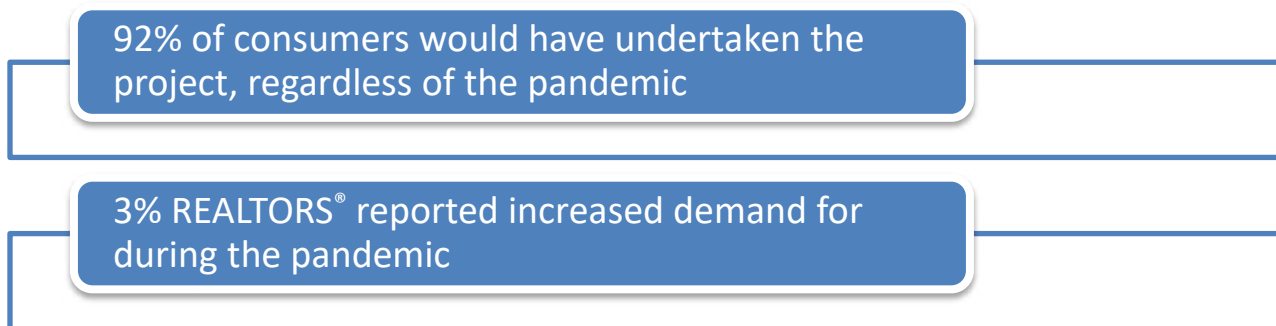 92% of consumers would have undertaken the
project, regardless of the pandemic
3% REALTORS® reported increased demand for
during the pandemic